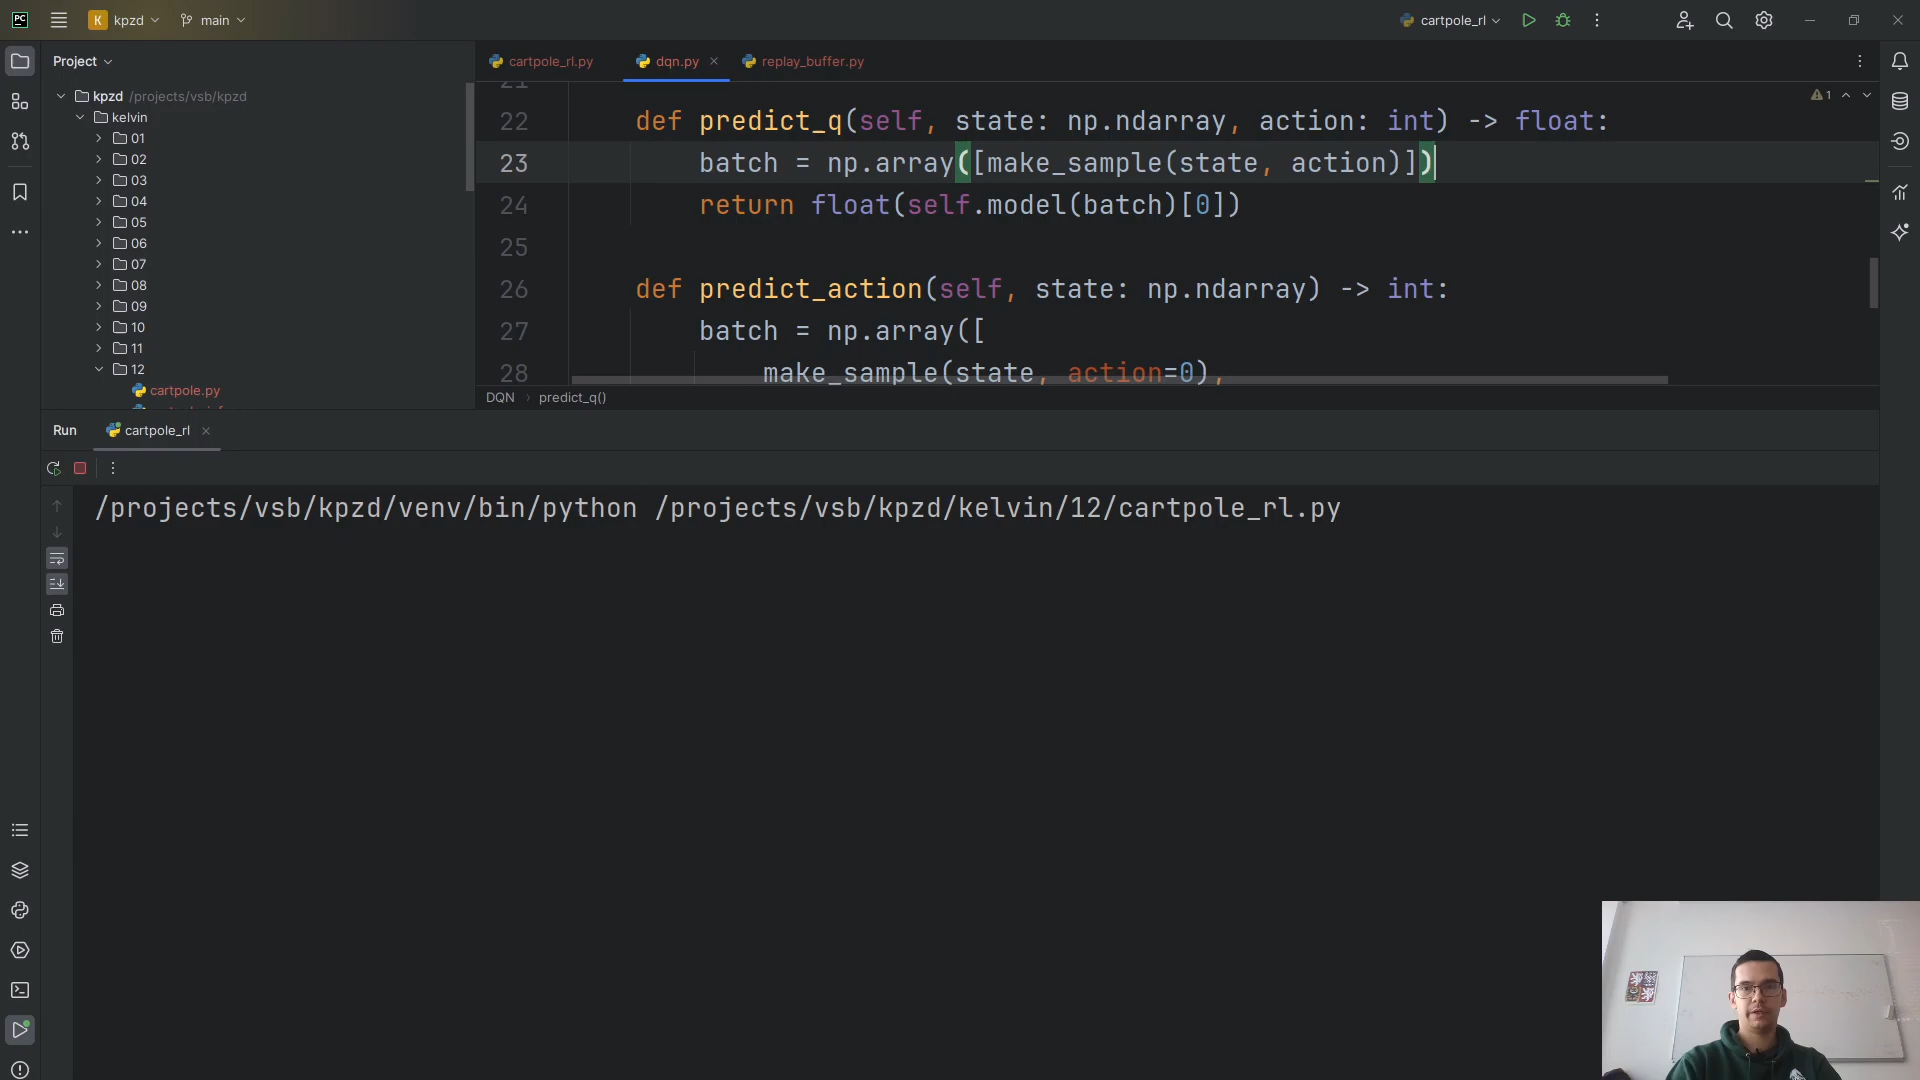 PC
K kpzd main
cartpole_rl
Project
kpzd /projects/vsb/kpzd
kelvin
01
02
03
04
05
06
07
08
09
10
11
12
cartpole.py
cartpole_rl.py
dqn.py
replay_buffer.py
1
21
22 def predict_q(self, state: np.ndarray, action: int) -> float:
23 batch = np.array([make_sample(state, action)])
24 return float(self.model(batch)[0])
25
26 def predict_action(self, state: np.ndarray) -> int:
27 batch = np.array([
28 make_sample(state, action=0),
DQN predict_q()
Run cartpole_rl
/projects/vsb/kpzd/venv/bin/python /projects/vsb/kpzd/kelvin/12/cartpole_rl.py